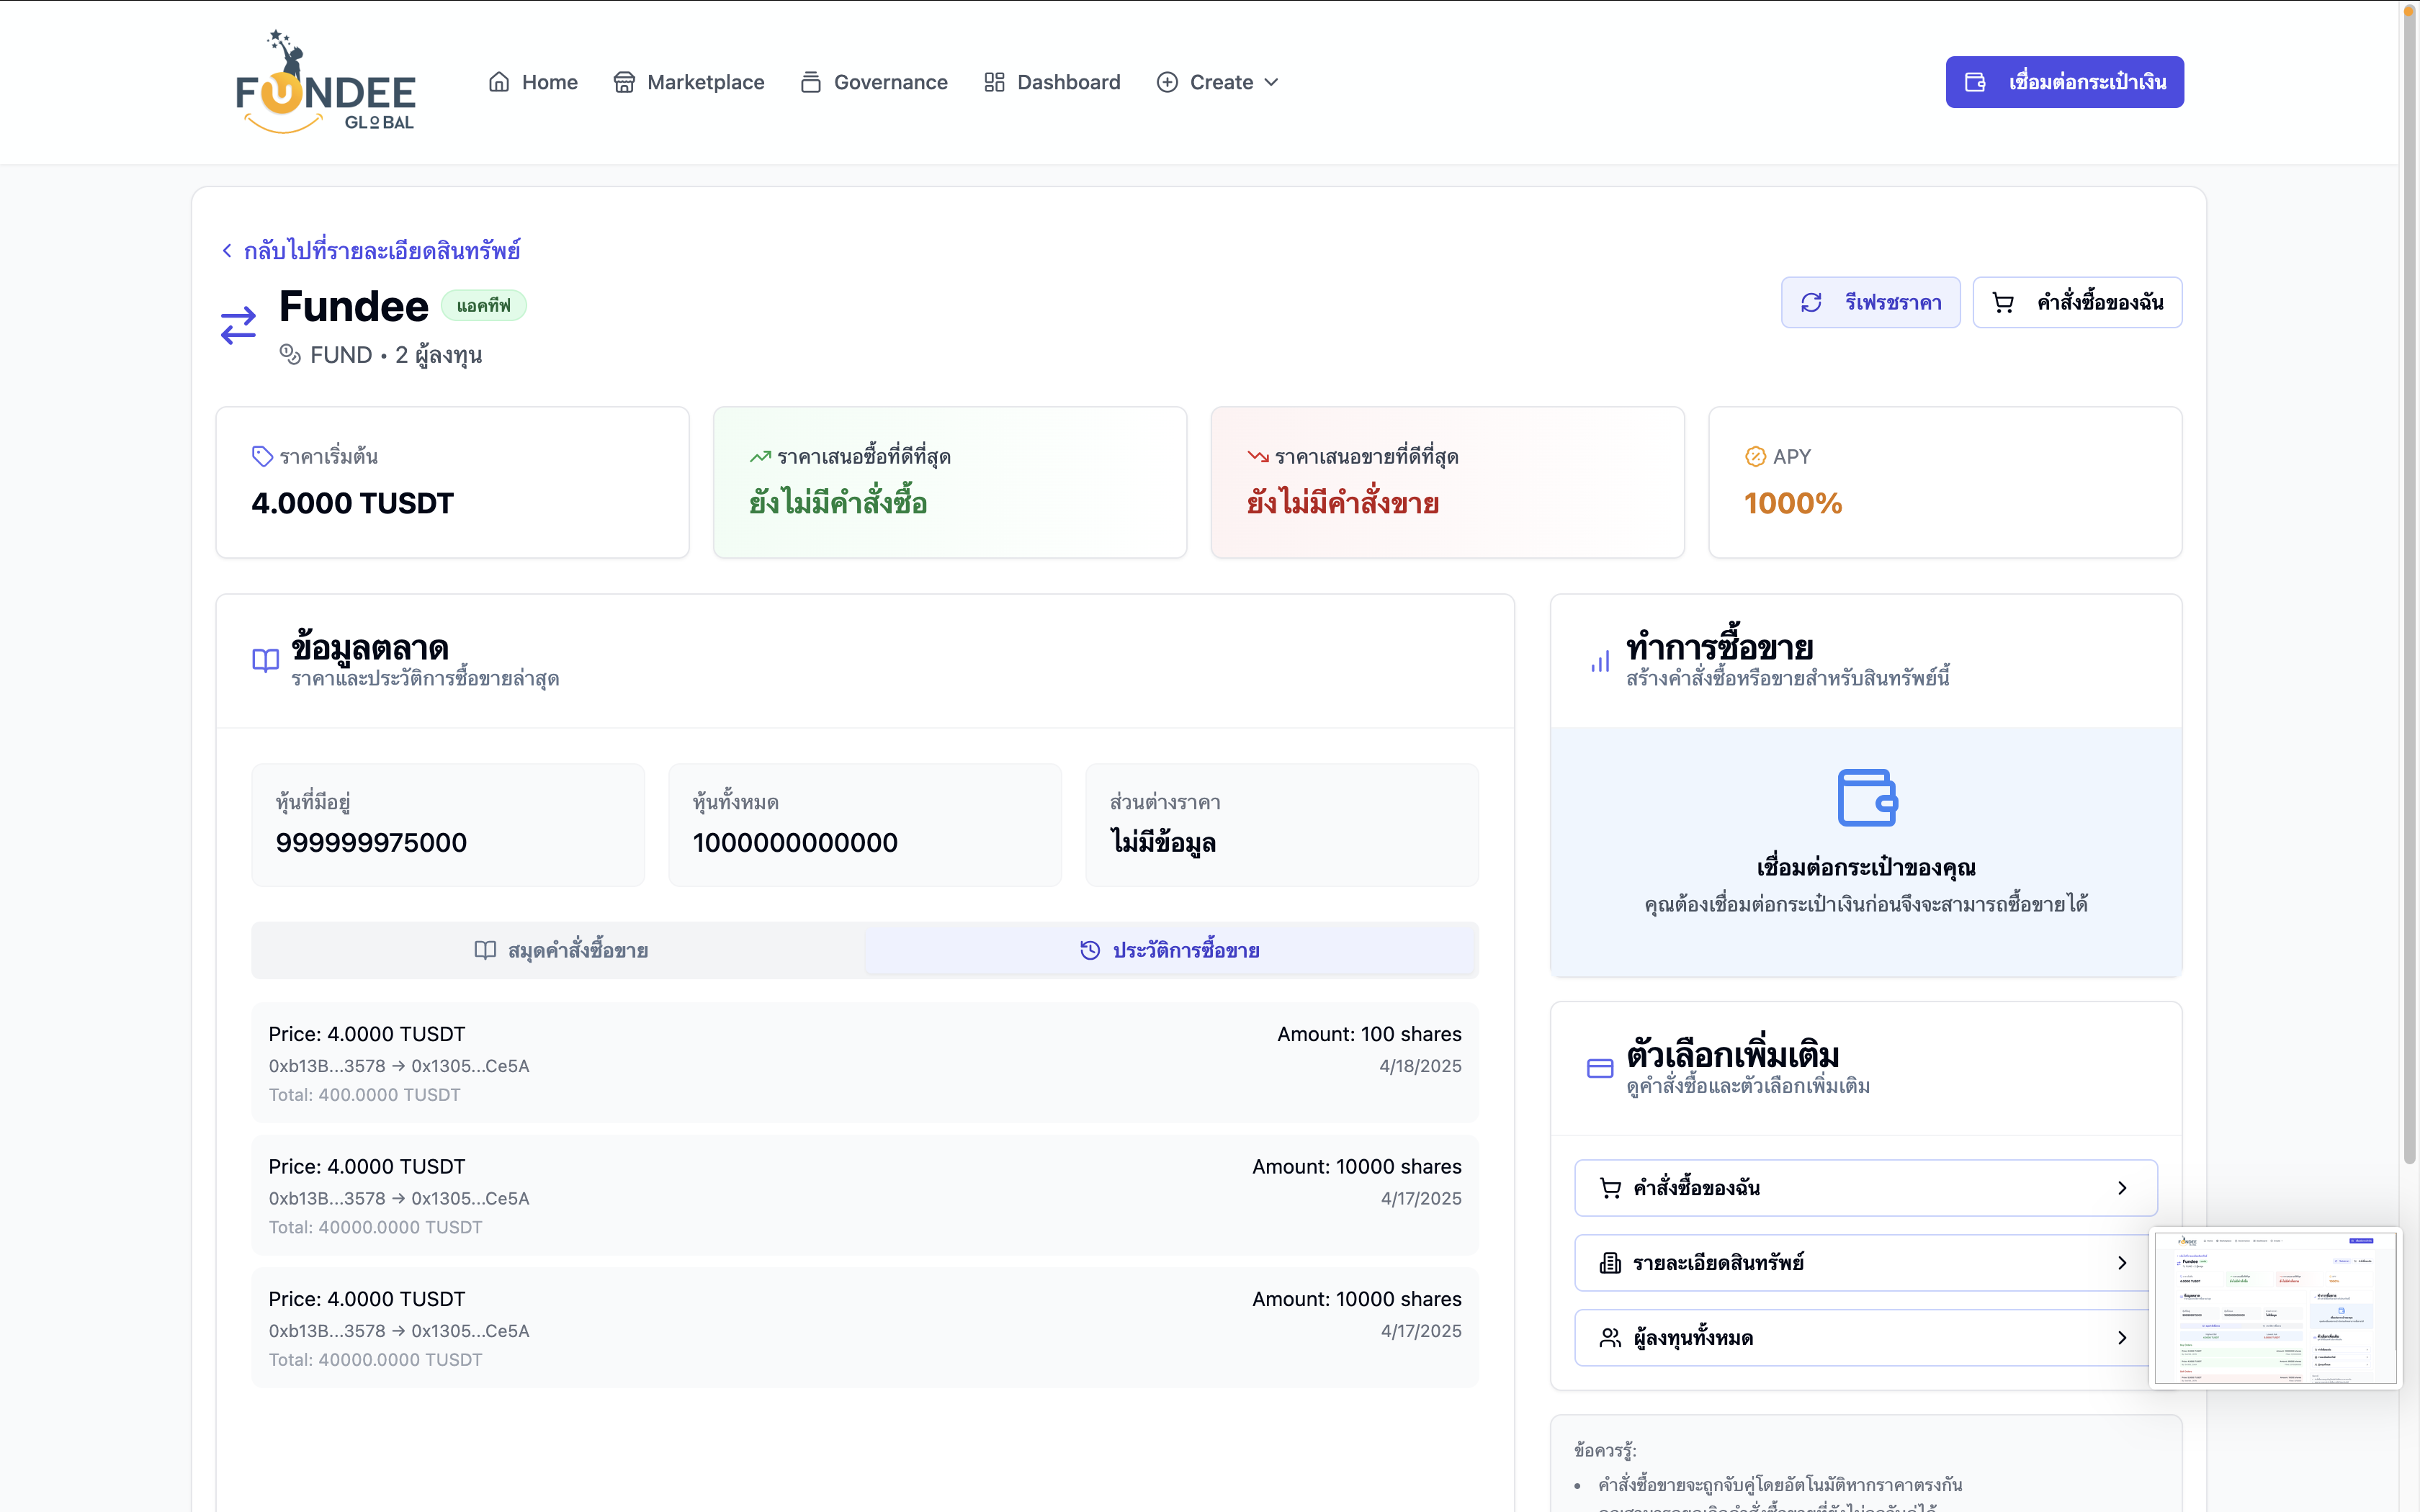 FUNDEE
GLOBAL
Home
Marketplace
Governance
Dashboard
Create
เชื่อมต่อกระเป๋าเงิน
กลับไปที่รายละเอียดสินทรัพย์
Fundee
แอคทีฟ
FUND • 2 ผู้ลงทุน
รีเฟรชราคา
คำสั่งซื้อของฉัน
ราคาเริ่มต้น
4.0000 TUSDT
ราคาเสนอซื้อที่ดีที่สุด
ยังไม่มีคำสั่งซื้อ
ราคาเสนอขายที่ดีที่สุด
ยังไม่มีคำสั่งขาย
APY
1000%
ข้อมูลตลาด
ราคาและประวัติการซื้อขายล่าสุด
หุ้นที่มีอยู่
999999975000
หุ้นทั้งหมด
1000000000000
ส่วนต่างราคา
ไม่มีข้อมูล
สมุดคำสั่งซื้อขาย
ประวัติการซื้อขาย
Price: 4.0000 TUSDT
Amount: 100 shares
0xb13B...3578 → 0x1305...Ce5A
4/18/2025
Total: 400.0000 TUSDT
Price: 4.0000 TUSDT
Amount: 10000 shares
0xb13B...3578 → 0x1305...Ce5A
4/17/2025
Total: 40000.0000 TUSDT
Price: 4.0000 TUSDT
Amount: 10000 shares
0xb13B...3578 → 0x1305...Ce5A
4/17/2025
Total: 40000.0000 TUSDT
ทำการซื้อขาย
สร้างคำสั่งซื้อหรือขายสำหรับสินทรัพย์นี้
เชื่อมต่อกระเป๋าของคุณ
คุณต้องเชื่อมต่อกระเป๋าเงินก่อนจึงจะสามารถซื้อขายได้
ตัวเลือกเพิ่มเติม
ดูคำสั่งซื้อและตัวเลือกเพิ่มเติม
คำสั่งซื้อของฉัน
รายละเอียดสินทรัพย์
ผู้ลงทุนทั้งหมด
ข้อควรรู้:
• คำสั่งซื้อขายจะถูกจับคู่โดยอัตโนมัติหากราคาตรงกัน